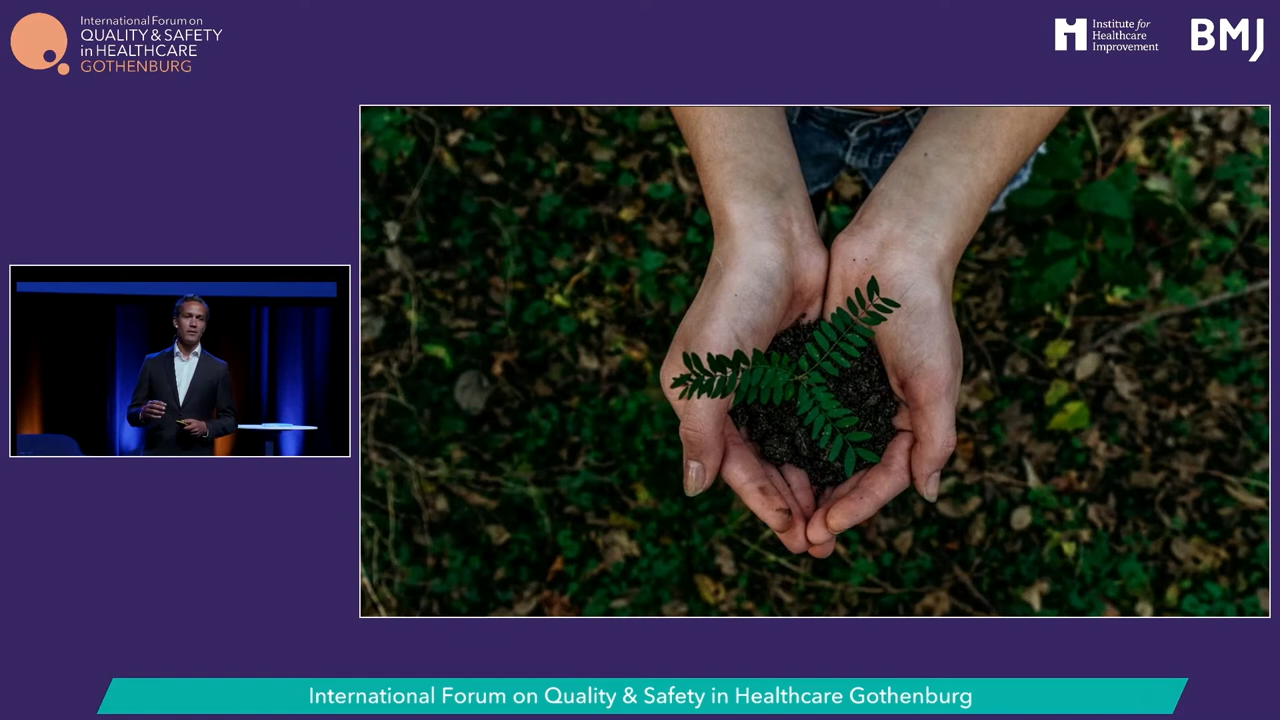 International Forum on
QUALITY & SAFETY
in HEALTHCARE
GOTHENBURG
Institute for
Healthcare
Improvement
BMJ
International Forum on Quality & Safety in Healthcare Gothenburg